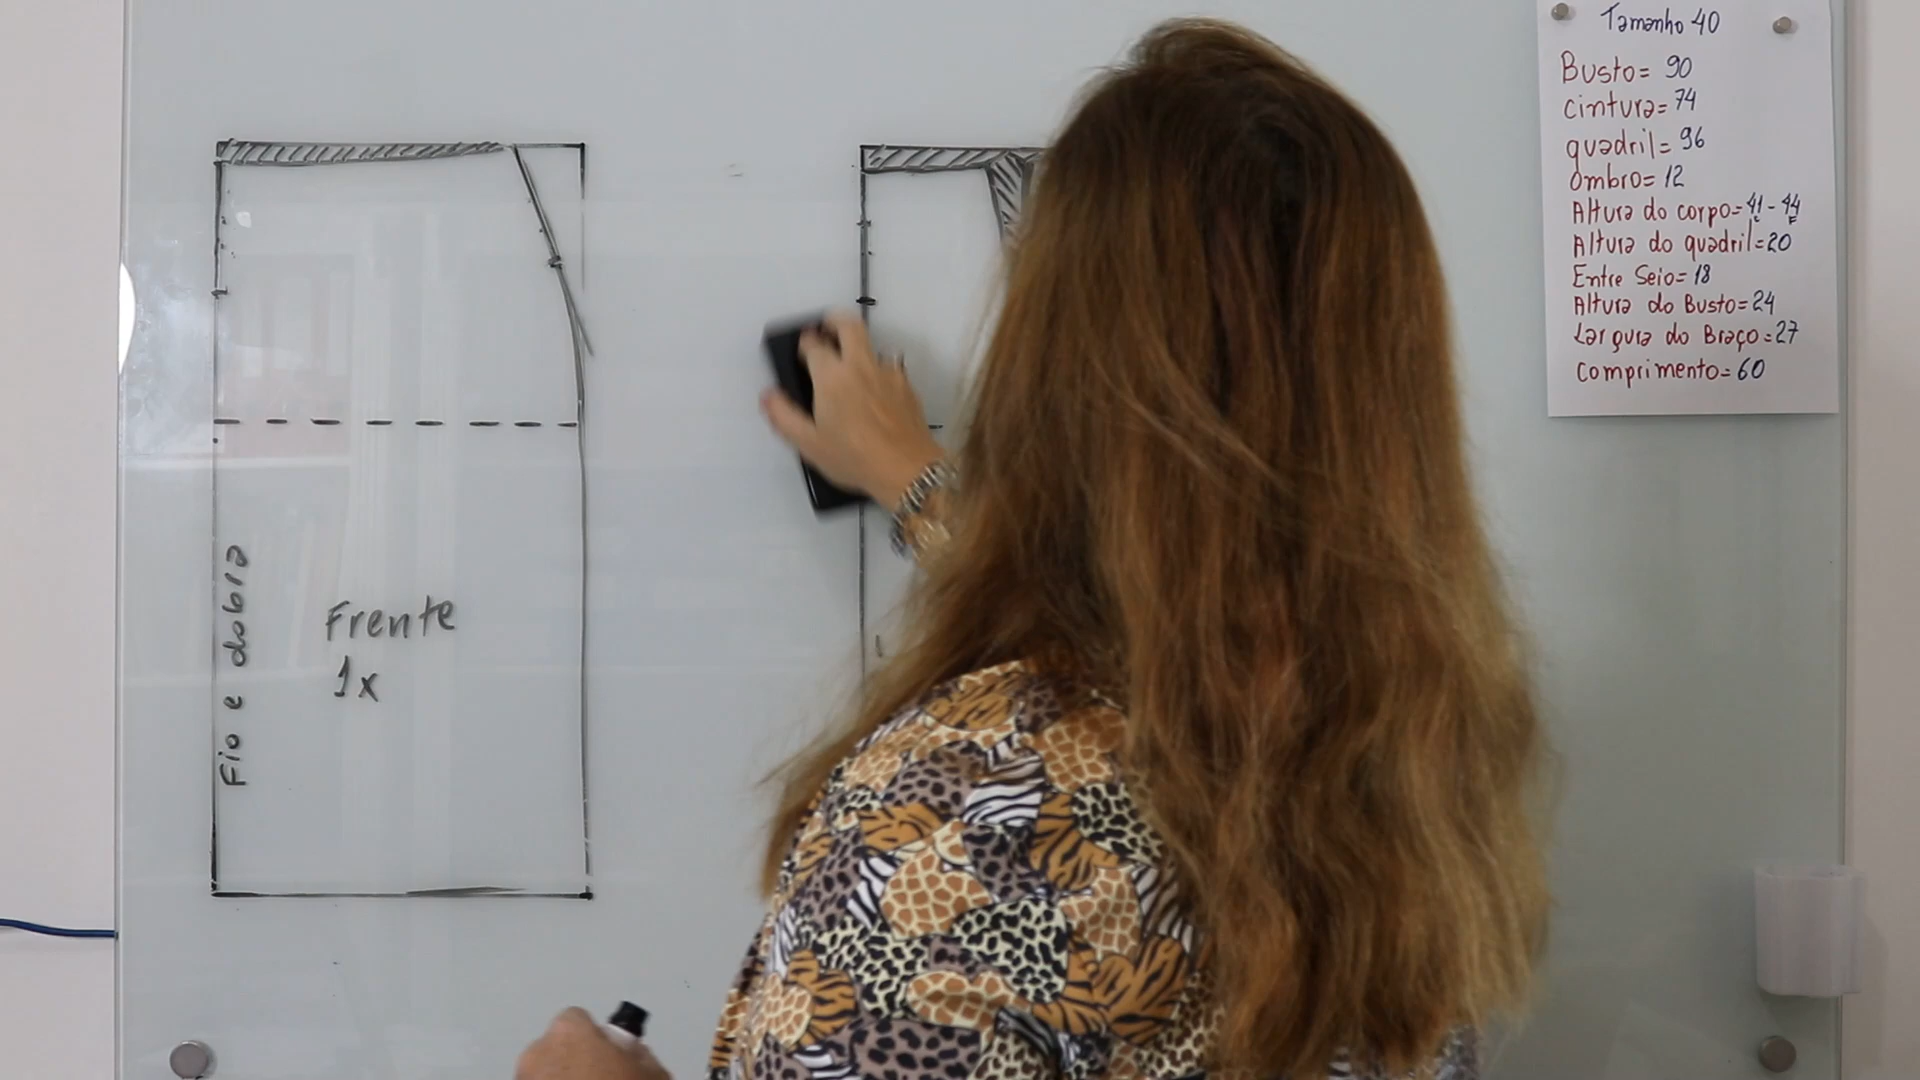 Tamanho 40
Busto= 90
cintura= 74
quadril= 96
Ombro= 12
Altura do corpo= 41 - 44
c F
Altura do quadril=20
Entre Seio= 18
Altura do Busto=24
Largura do Braço=27
comprimento=60
Fio e dobra
Frente
1x